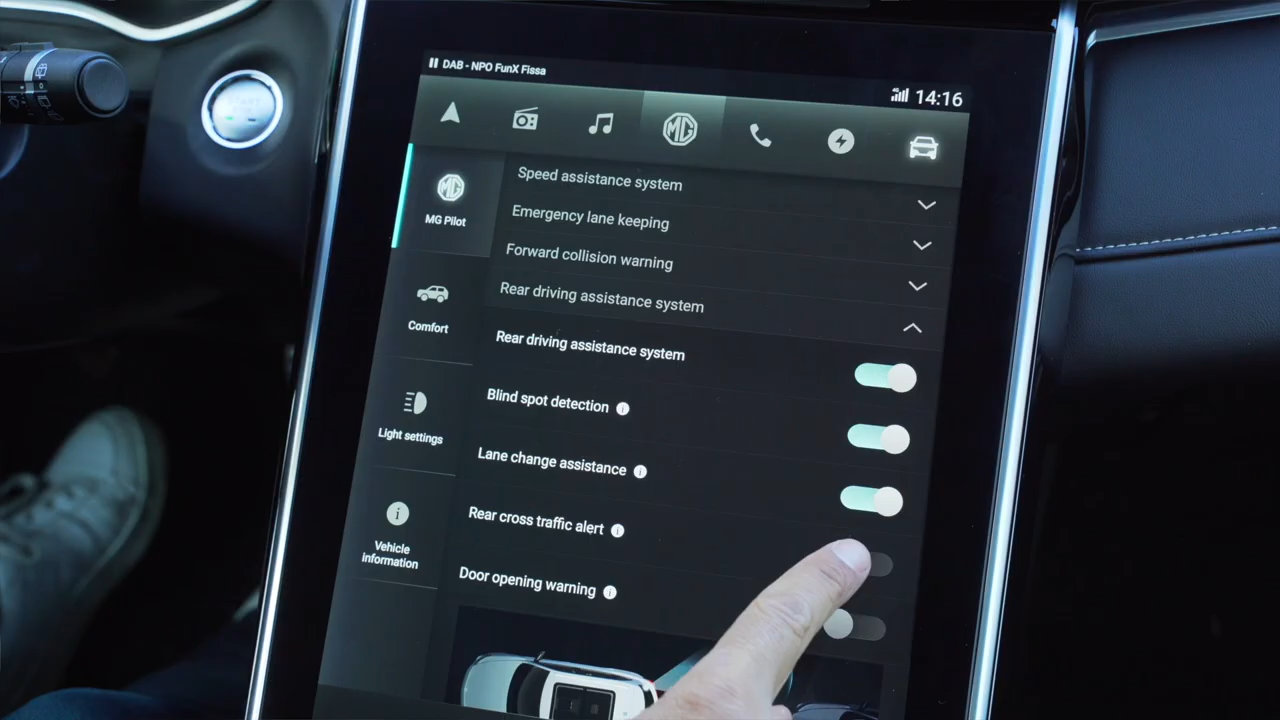 DAB - NPO FunX Fissa
14:16
MG
MG
MG Pilot
Comfort
Light settings
Vehicle
information
Speed assistance system
Emergency lane keeping
Forward collision warning
Rear driving assistance system
Rear driving assistance system
Blind spot detection
Lane change assistance
Rear cross traffic alert
Door opening warning